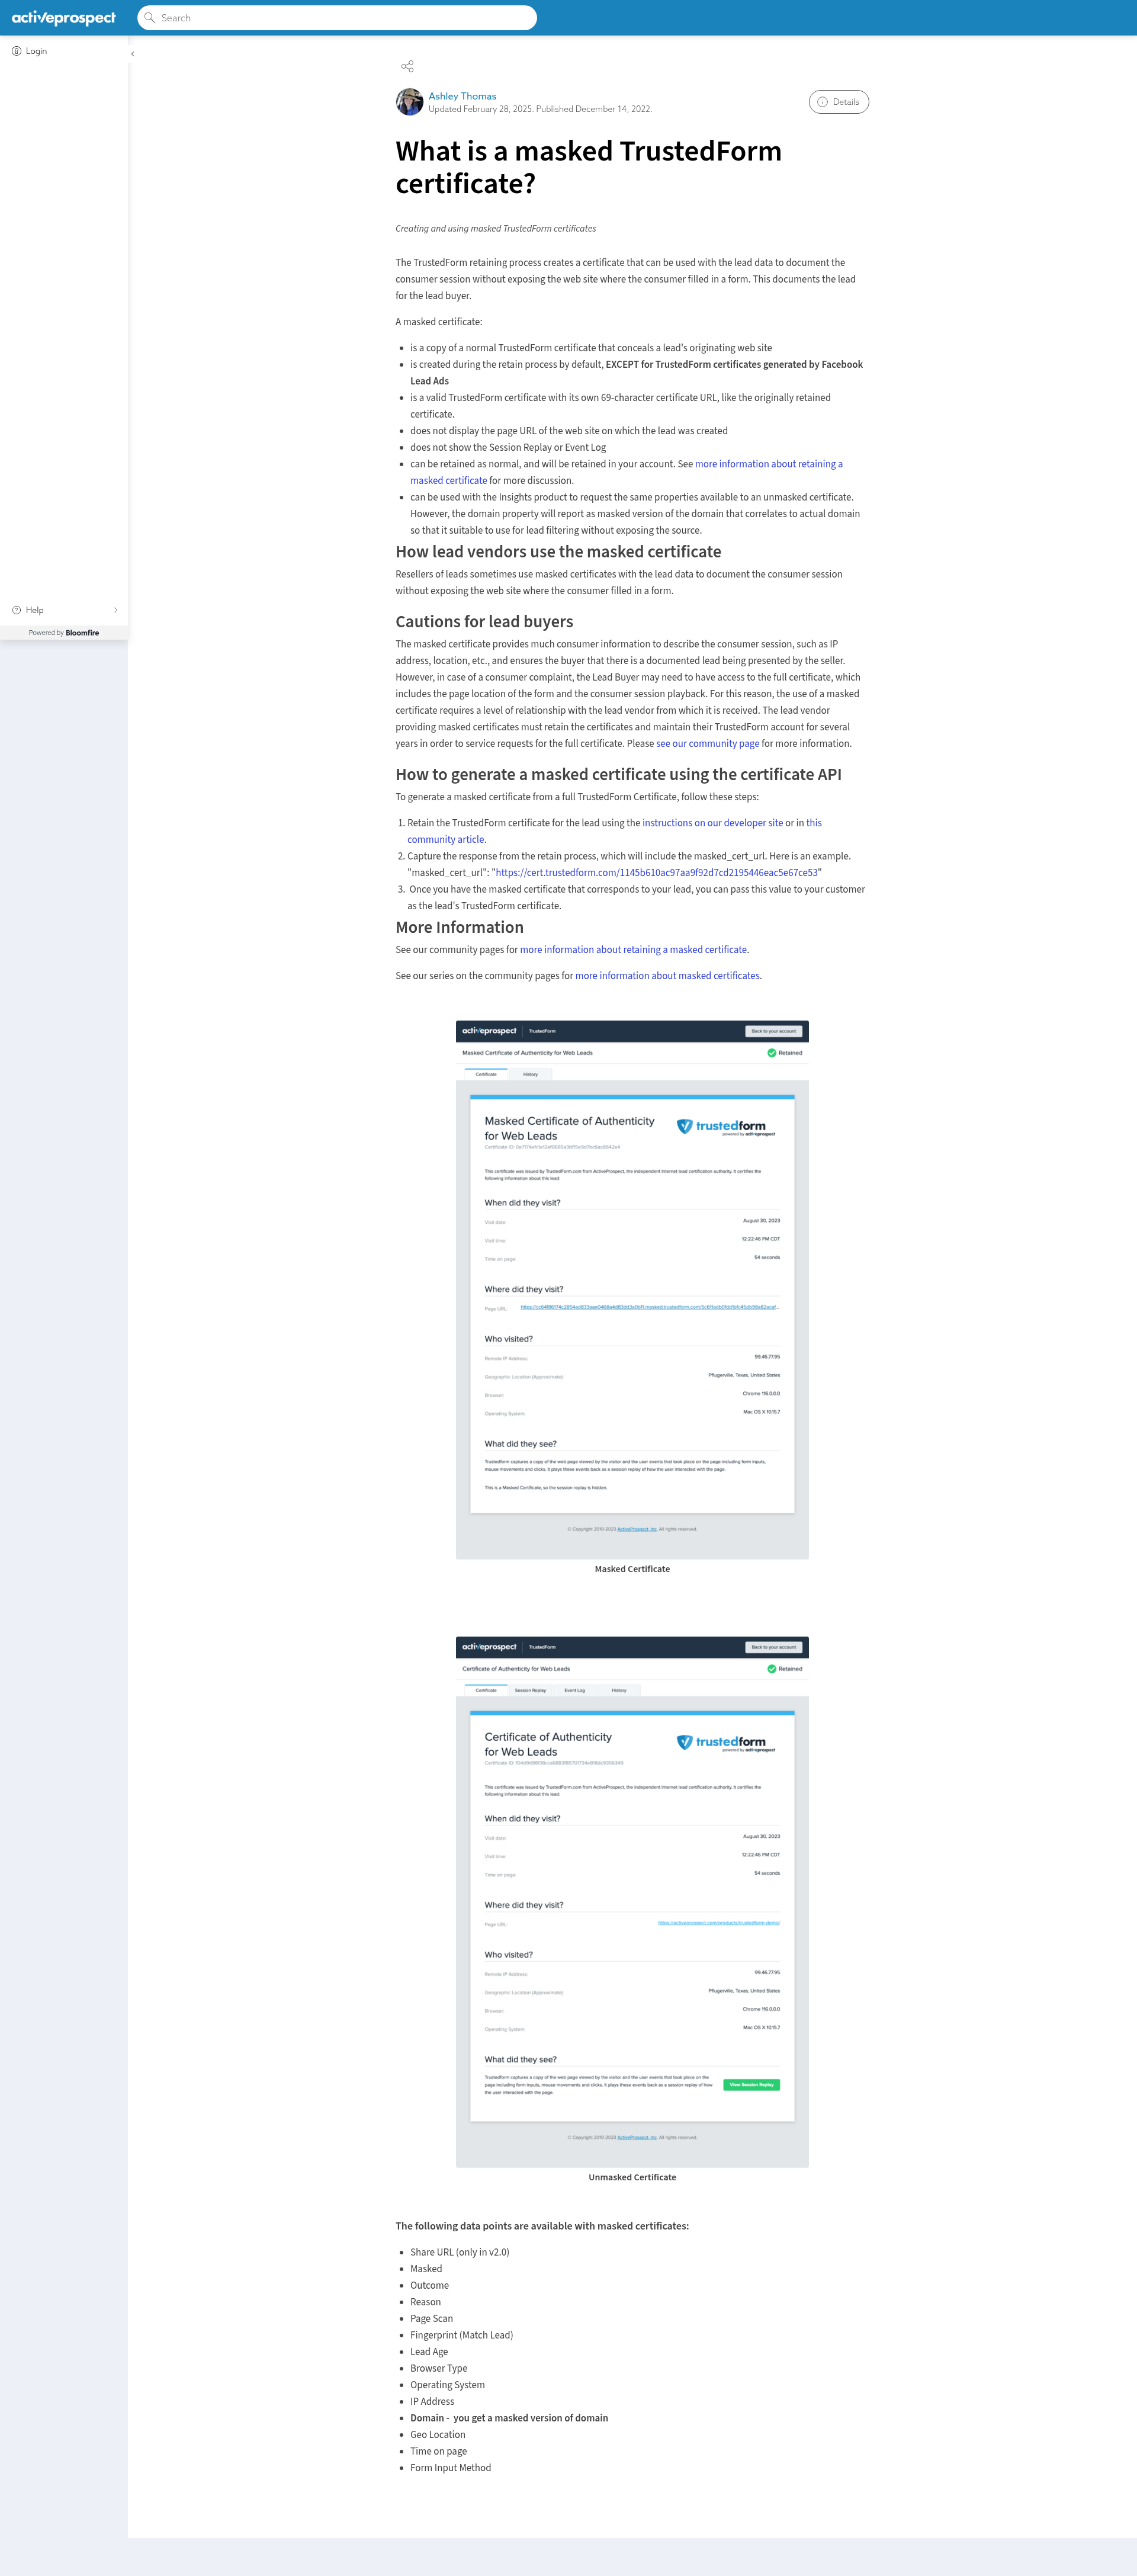 activeprospect
Search
Login
Ashley Thomas
Updated February 28, 2025. Published December 14, 2022.
Details
What is a masked TrustedForm
certificate?
Creating and using masked TrustedForm certificates
The TrustedForm retaining process creates a certificate that can be used with the lead data to document the
consumer session without exposing the web site where the consumer filled in a form. This documents the lead
for the lead buyer.
A masked certificate:
is a copy of a normal TrustedForm certificate that conceals a lead's originating web site
is created during the retain process by default, EXCEPT for TrustedForm certificates generated by Facebook
Lead Ads
is a valid TrustedForm certificate with its own 69-character certificate URL, like the originally retained
certificate.
does not display the page URL of the web site on which the lead was created
does not show the Session Replay or Event Log
can be retained as normal, and will be retained in your account. See more information about retaining a
masked certificate for more discussion.
can be used with the Insights product to request the same properties available to an unmasked certificate.
However, the domain property will report as masked version of the domain that correlates to actual domain
so that it suitable to use for lead filtering without exposing the source.
How lead vendors use the masked certificate
Resellers of leads sometimes use masked certificates with the lead data to document the consumer session
without exposing the web site where the consumer filled in a form.
Help
Powered by Bloomfire
Cautions for lead buyers
The masked certificate provides much consumer information to describe the consumer session, such as IP
address, location, etc., and ensures the buyer that there is a documented lead being presented by the seller.
However, in case of a consumer complaint, the Lead Buyer may need to have access to the full certificate, which
includes the page location of the form and the consumer session playback. For this reason, the use of a masked
certificate requires a level of relationship with the lead vendor from which it is received. The lead vendor
providing masked certificates must retain the certificates and maintain their TrustedForm account for several
years in order to service requests for the full certificate. Please see our community page for more information.
How to generate a masked certificate using the certificate API
To generate a masked certificate from a full TrustedForm Certificate, follow these steps:
1. Retain the TrustedForm certificate for the lead using the instructions on our developer site or in this
community article.
2. Capture the response from the retain process, which will include the masked_cert_url. Here is an example.
"masked_cert_url": "https://cert.trustedform.com/1145b610ac97aa9f92d7cd2195446eac5e67ce53"
3. Once you have the masked certificate that corresponds to your lead, you can pass this value to your customer
as the lead's TrustedForm certificate.
More Information
See our community pages for more information about retaining a masked certificate.
See our series on the community pages for more information about masked certificates.
activeprospect TrustedForm Back to your account
Masked Certificate of Authenticity for Web Leads Retained
Certificate History
Masked Certificate of Authenticity
for Web Leads
trustedform
powered by activeprospect
Certificate ID:
This certificate was issued by TrustedForm.com from ActiveProspect, the independent Internet lead certification authority. It certifies the
following information about this lead:
When did they visit?
Visit date: August 30, 2023
Visit time: 12:22:46 PM CDT
Time on page: 54 seconds
Where did they visit?
Page URL:
Who visited?
Remote IP Address: 99.46.77.95
Geographic Location (Approximate): Pflugerville, Texas, United States
Browser: Chrome 116.0.0.0
Operating System: Mac OS X 10.15.7
What did they see?
Trustedform captures a copy of the web page viewed by the visitor and the user events that took place on the page including form inputs,
mouse movements and clicks. It plays these events back as a session replay of how the user interacted with the page.
This is a Masked Certificate, so the session replay is hidden.
© Copyright 2010-2023 ActiveProspect, Inc. All rights reserved.
Masked Certificate
activeprospect TrustedForm Back to your account
Certificate of Authenticity for Web Leads Retained
Certificate Session Replay Event Log History
Certificate of Authenticity
for Web Leads
trustedform
powered by activeprospect
Certificate ID:
This certificate was issued by TrustedForm.com from ActiveProspect, the independent Internet lead certification authority. It certifies the
following information about this lead:
When did they visit?
Visit date: August 30, 2023
Visit time: 12:22:46 PM CDT
Time on page: 54 seconds
Where did they visit?
Page URL: https://activeprospect.com/products/trustedform-demo/
Who visited?
Remote IP Address: 99.46.77.95
Geographic Location (Approximate): Pflugerville, Texas, United States
Browser: Chrome 116.0.0.0
Operating System: Mac OS X 10.15.7
What did they see?
Trustedform captures a copy of the web page viewed by the visitor and the user events that took place on the
page including form inputs, mouse movements and clicks. It plays these events back as a session replay of how
the user interacted with the page.
View Session Replay
© Copyright 2010-2023 ActiveProspect, Inc. All rights reserved.
Unmasked Certificate
The following data points are available with masked certificates:
Share URL (only in v2.0)
Masked
Outcome
Reason
Page Scan
Fingerprint (Match Lead)
Lead Age
Browser Type
Operating System
IP Address
Domain - you get a masked version of domain
Geo Location
Time on page
Form Input Method